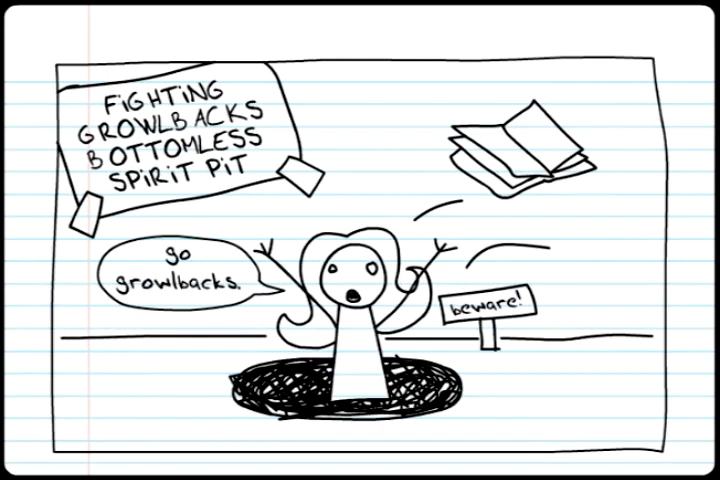 FiGHTiNG
GROWLBACKS
BOTTOMLESS
SPiRiT PiT
go
growlbacks.
beware!